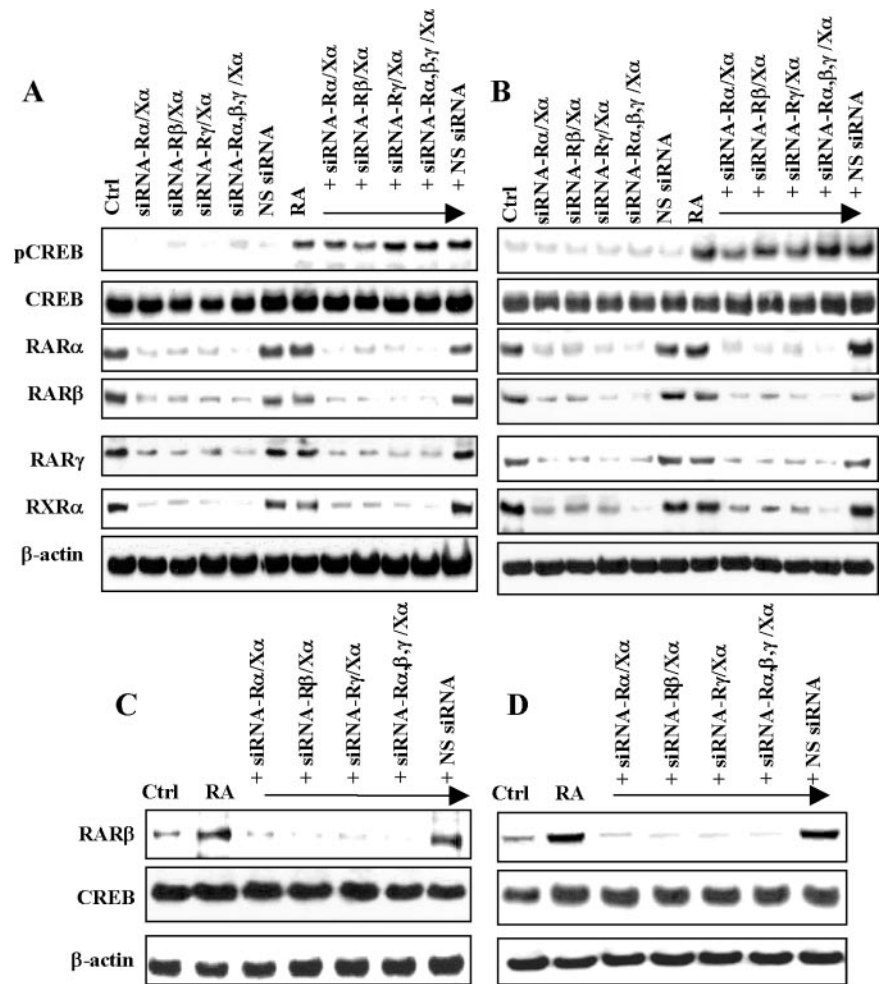 A
Ctrl
siRNA-Rα/Xα
siRNA-Rβ/Xα
siRNA-Rγ/Xα
siRNA-Rα,β,γ /Xα
NS siRNA
RA
+ siRNA-Rα/Xα
+ siRNA-Rβ/Xα
+ siRNA-Rγ/Xα
+ siRNA-Rα,β,γ /Xα
+ NS siRNA
B
Ctrl
siRNA-Rα/Xα
siRNA-Rβ/Xα
siRNA-Rγ/Xα
siRNA-Rα,β,γ /Xα
NS siRNA
RA
+ siRNA-Rα/Xα
+ siRNA-Rβ/Xα
+ siRNA-Rγ/Xα
+ siRNA-Rα,β,γ /Xα
+ NS siRNA
pCREB
CREB
RARα
RARβ
RARγ
RXRα
β-actin
C
Ctrl
RA
+ siRNA-Rα/Xα
+ siRNA-Rβ/Xα
+ siRNA-Rγ/Xα
+ siRNA-Rα,β,γ /Xα
+ NS siRNA
D
Ctrl
RA
+ siRNA-Rα/Xα
+ siRNA-Rβ/Xα
+ siRNA-Rγ/Xα
+ siRNA-Rα,β,γ /Xα
+ NS siRNA
RARβ
CREB
β-actin